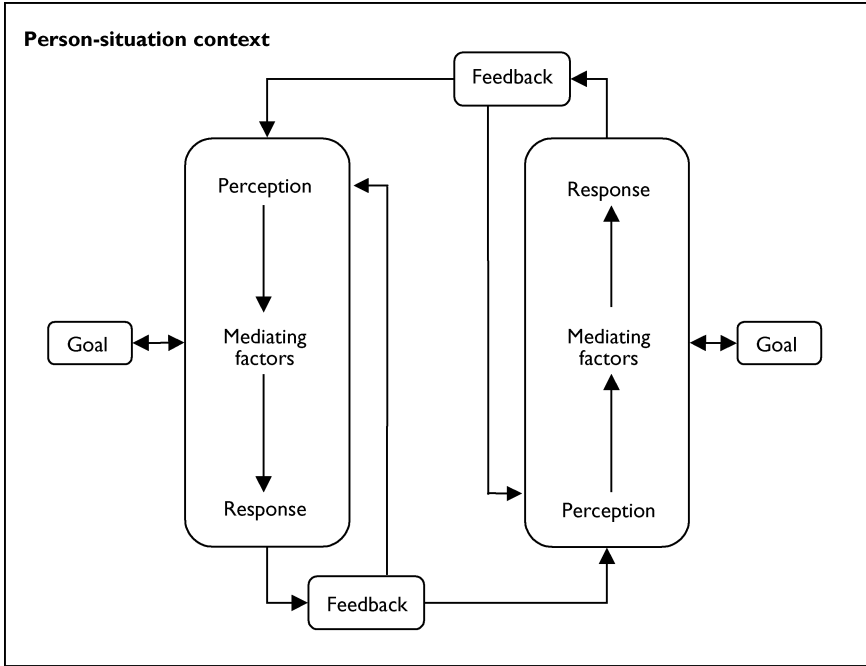 Person-situation context
Feedback
Perception
Response
Goal
Mediating
factors
Mediating
factors
Goal
Response
Perception
Feedback